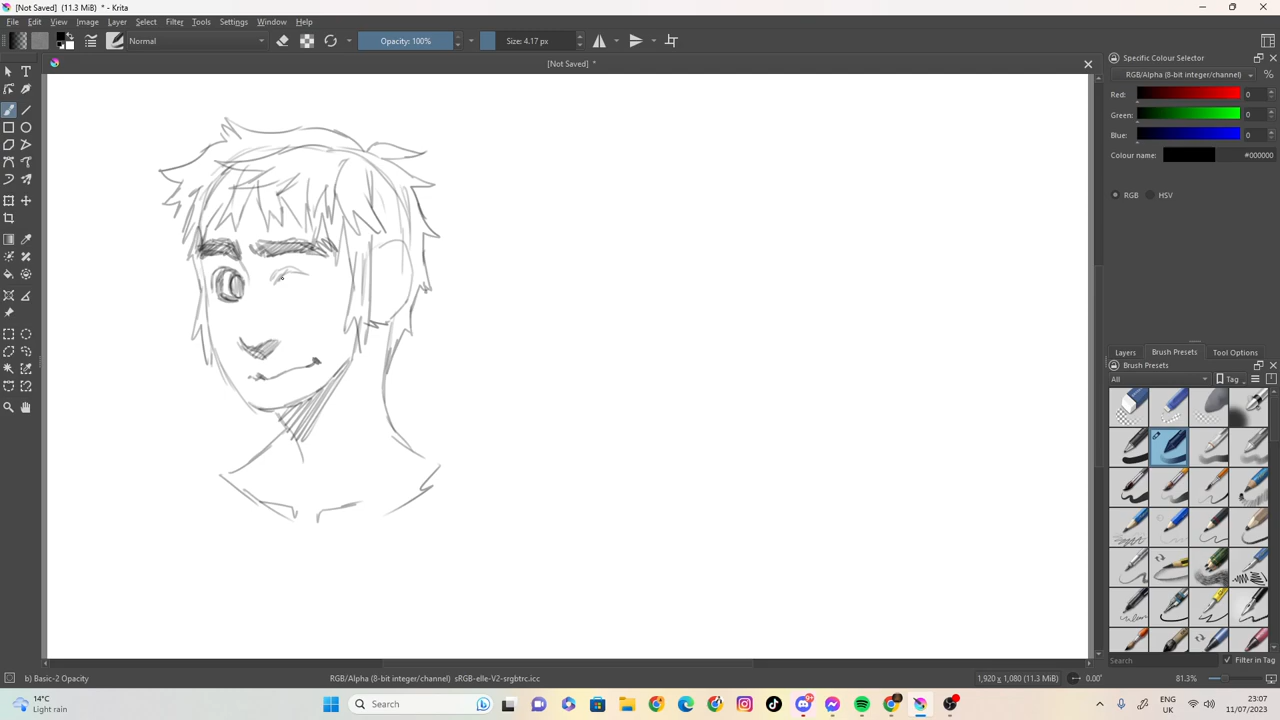 [Not Saved]  (11.3 MiB)  * - Krita
File Edit View Image Layer Select Filter Tools Settings Window Help
Normal Opacity: 100% Size: 4.17 px
[Not Saved]  *
Specific Colour Selector
RGB/Alpha (8-bit integer/channel) %
Red: 0
Green: 0
Blue: 0
Colour name: #000000
RGB HSV
Layers Brush Presets Tool Options
Brush Presets
All Tag
Search Filter in Tag
b) Basic-2 Opacity RGB/Alpha (8-bit integer/channel)  sRGB-elle-V2-srgbtrc.icc 1,920 x 1,080 (11.3 MiB) 0.00° 81.3%
14°C
Light rain
Search
ENG
UK
23:07
11/07/2023